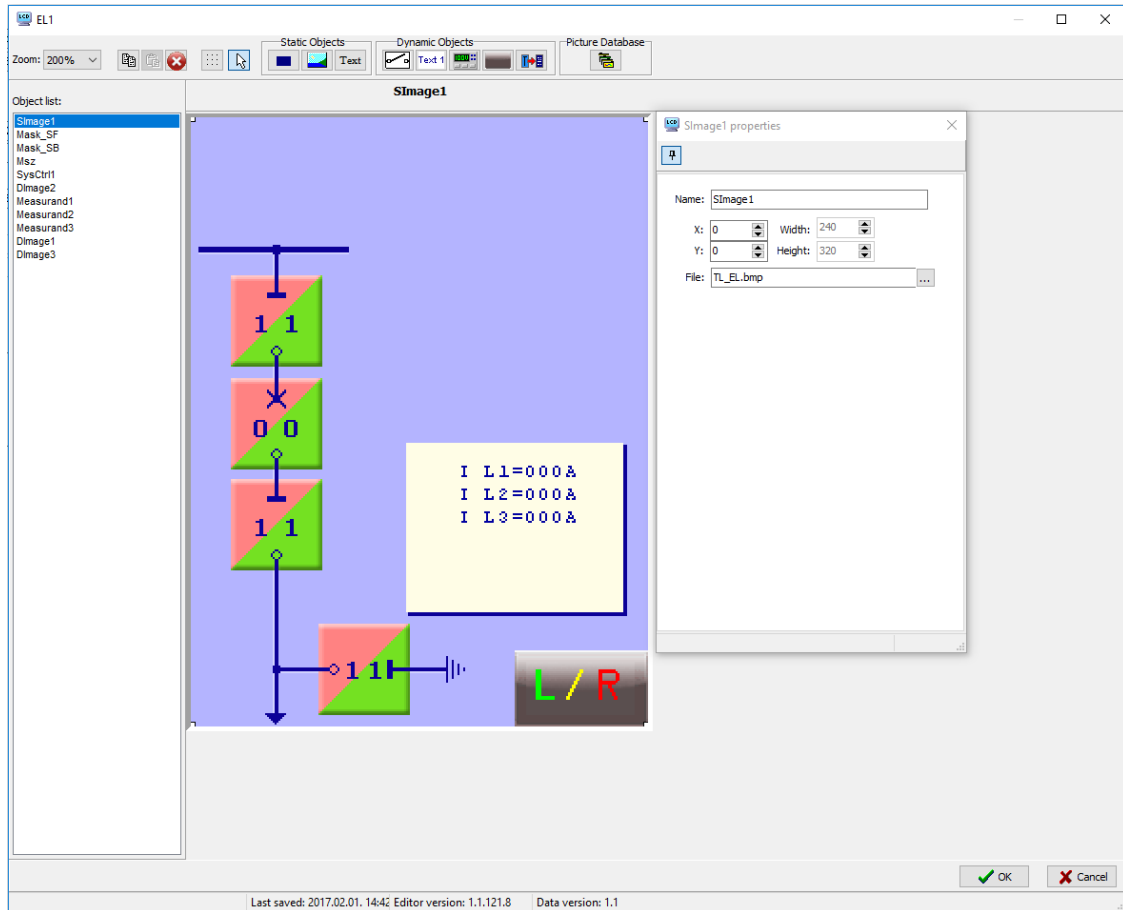 LCD EL1
Zoom: 200%
Static Objects
Text
Dynamic Objects
Text 1
Picture Database
Object list:
SImage1
SImage1
Mask_SF
Mask_SB
Msz
SysCtrl1
DImage2
Measurand1
Measurand2
Measurand3
DImage1
DImage3
1 1
0 0
1 1
1 1
I L1=000A
I L2=000A
I L3=000A
L/R
LCD SImage1 properties
Name: SImage1
X: 0 Width: 240
Y: 0 Height: 320
File: TL_EL.bmp ...
OK Cancel
Last saved: 2017.02.01. 14:42 Editor version: 1.1.121.8 Data version: 1.1